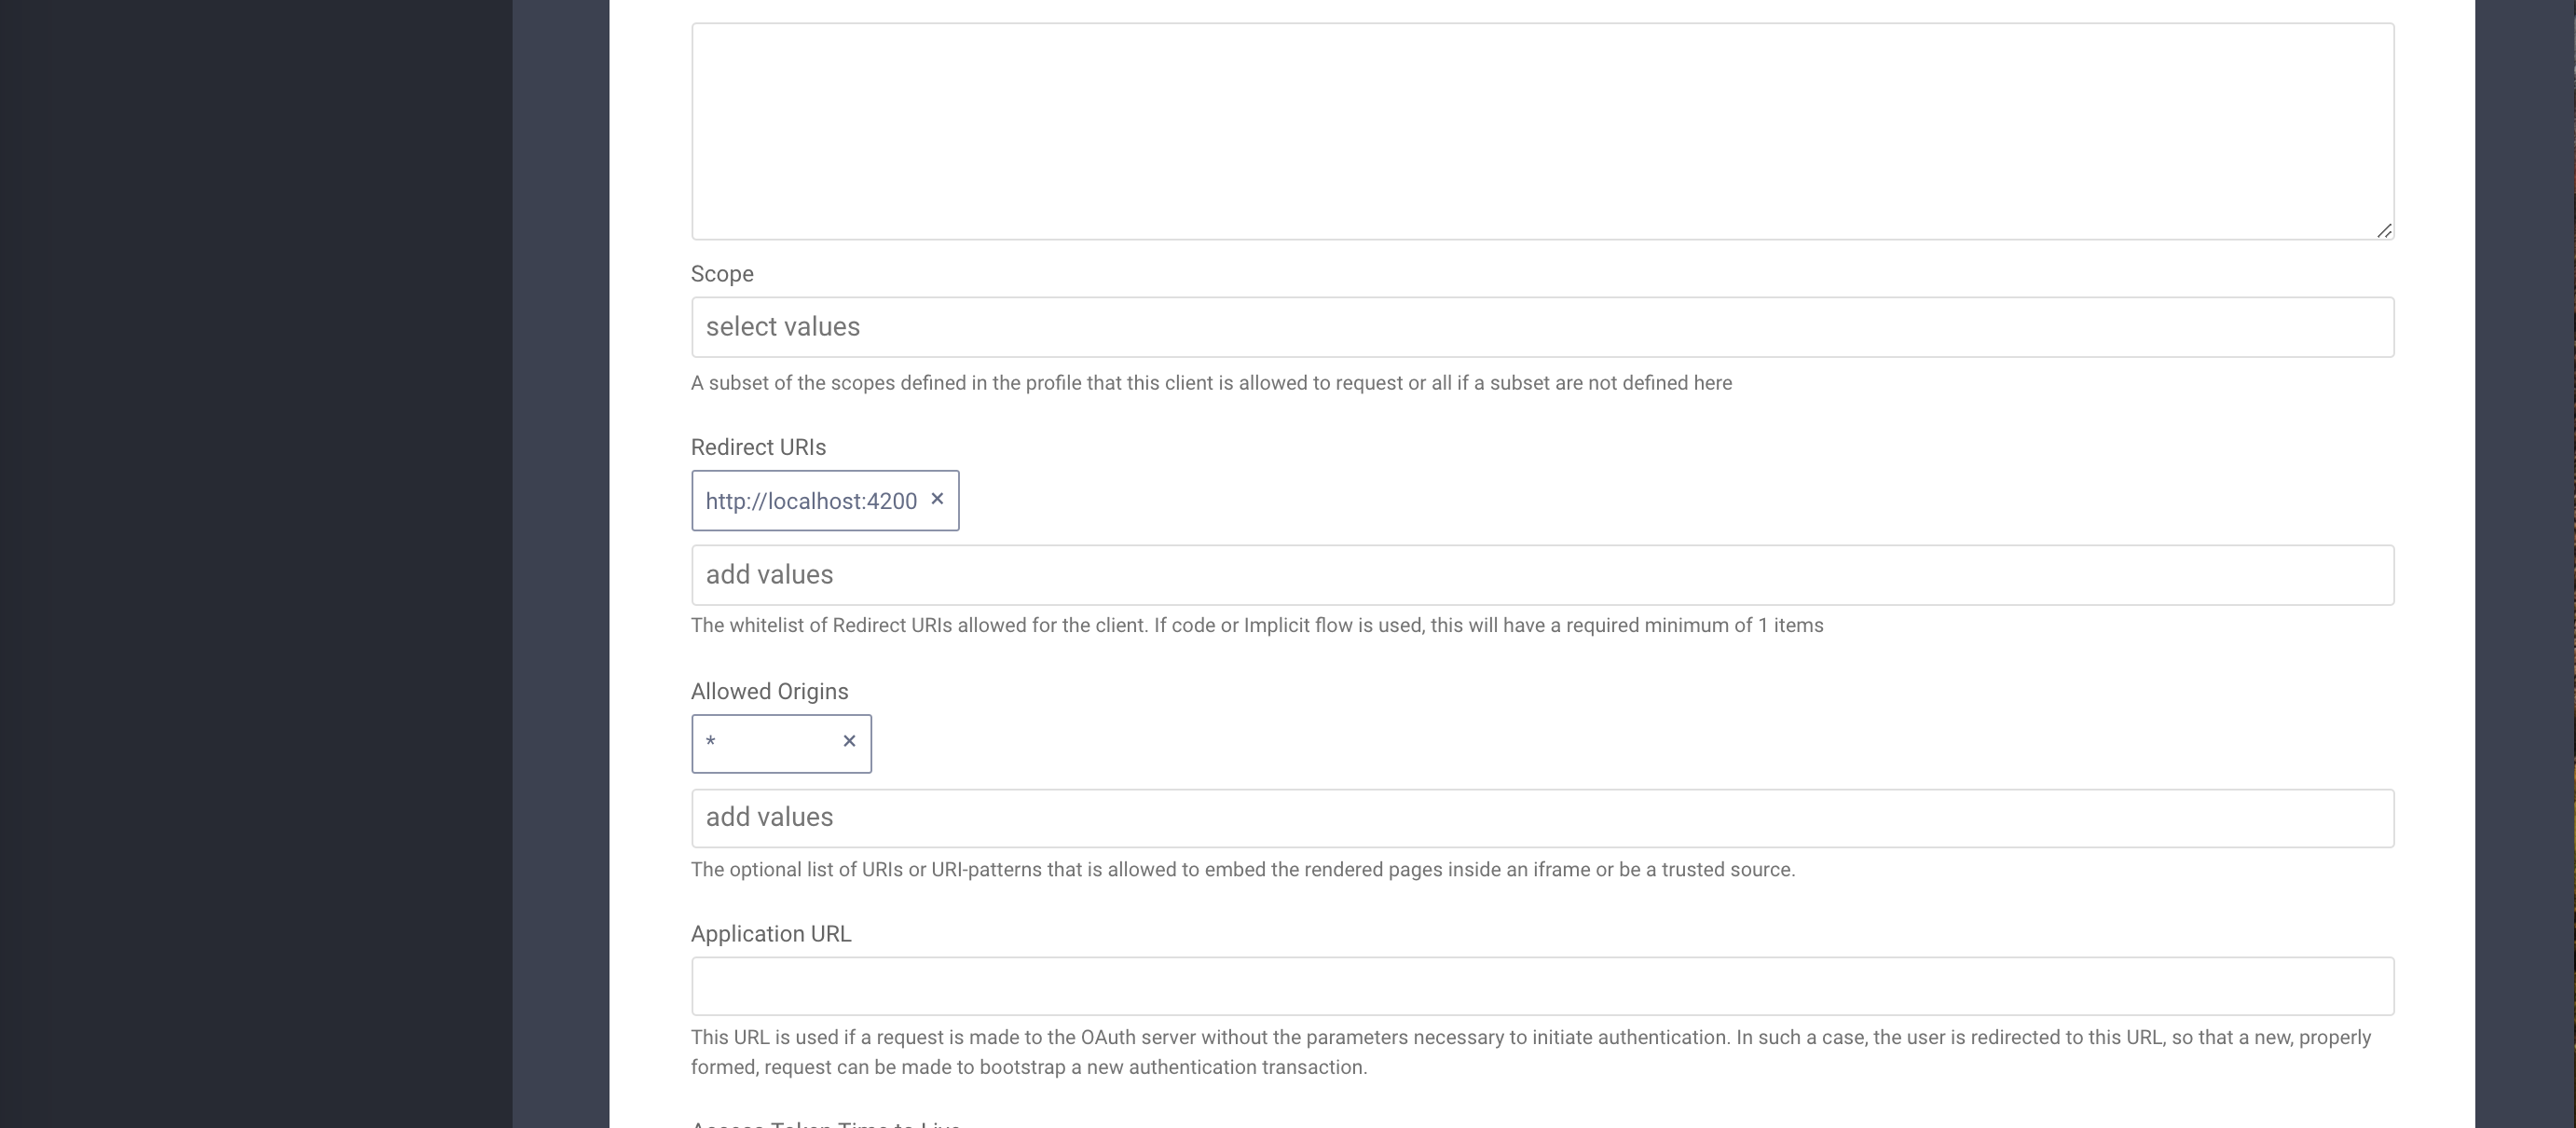 Scope
select values
A subset of the scopes defined in the profile that this client is allowed to request or all if a subset are not defined here
Redirect URIs
http://localhost:4200 ×
add values
The whitelist of Redirect URIs allowed for the client. If code or Implicit flow is used, this will have a required minimum of 1 items
Allowed Origins
* ×
add values
The optional list of URIs or URI-patterns that is allowed to embed the rendered pages inside an iframe or be a trusted source.
Application URL
This URL is used if a request is made to the OAuth server without the parameters necessary to initiate authentication. In such a case, the user is redirected to this URL, so that a new, properly
formed, request can be made to bootstrap a new authentication transaction.
Access Token Time to Live